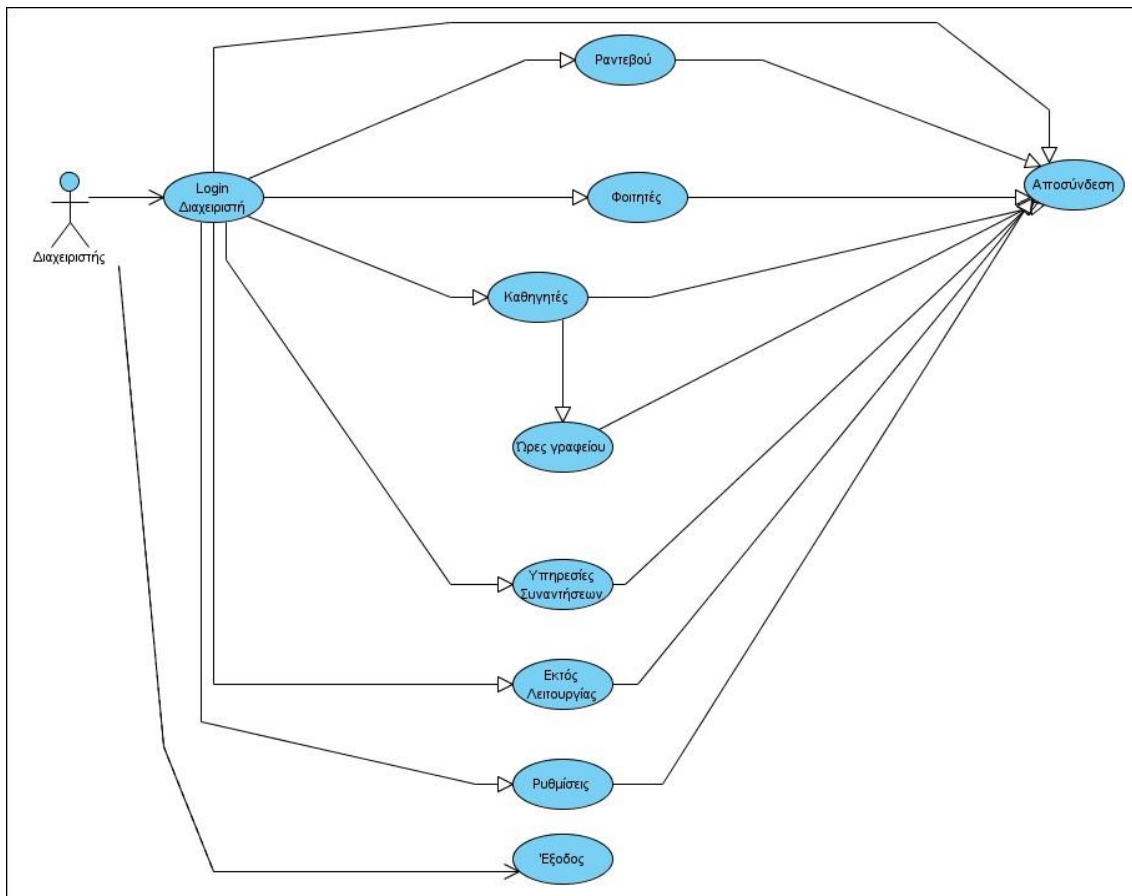 Ραντεβού
Login
Διαχειριστή
Φοιτητές
Αποσύνδεση
Διαχειριστής
Καθηγητές
Ώρες γραφείου
Υπηρεσίες
Συναντήσεων
Εκτός
Λειτουργίας
Ρυθμίσεις
Έξοδος